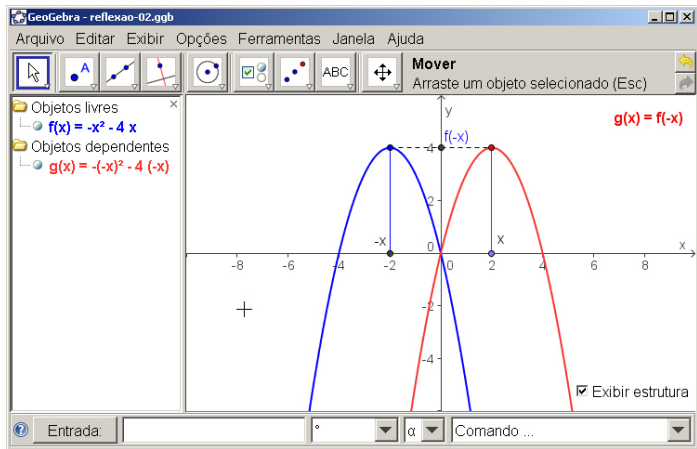 GeoGebra - reflexao-02.ggb
Arquivo Editar Exibir Opções Ferramentas Janela Ajuda
A
ABC
Mover
Arraste um objeto selecionado (Esc)
Objetos livres
f(x) = -x² - 4 x
Objetos dependentes
g(x) = -(-x)² - 4 (-x)
y
g(x) = f(-x)
f(-x)
4
2
-x
0
x
x
-8 -6 -4 -2 0 2 4 6 8
-2
-4
Exibir estrutura
Entrada:
°
α
Comando ...